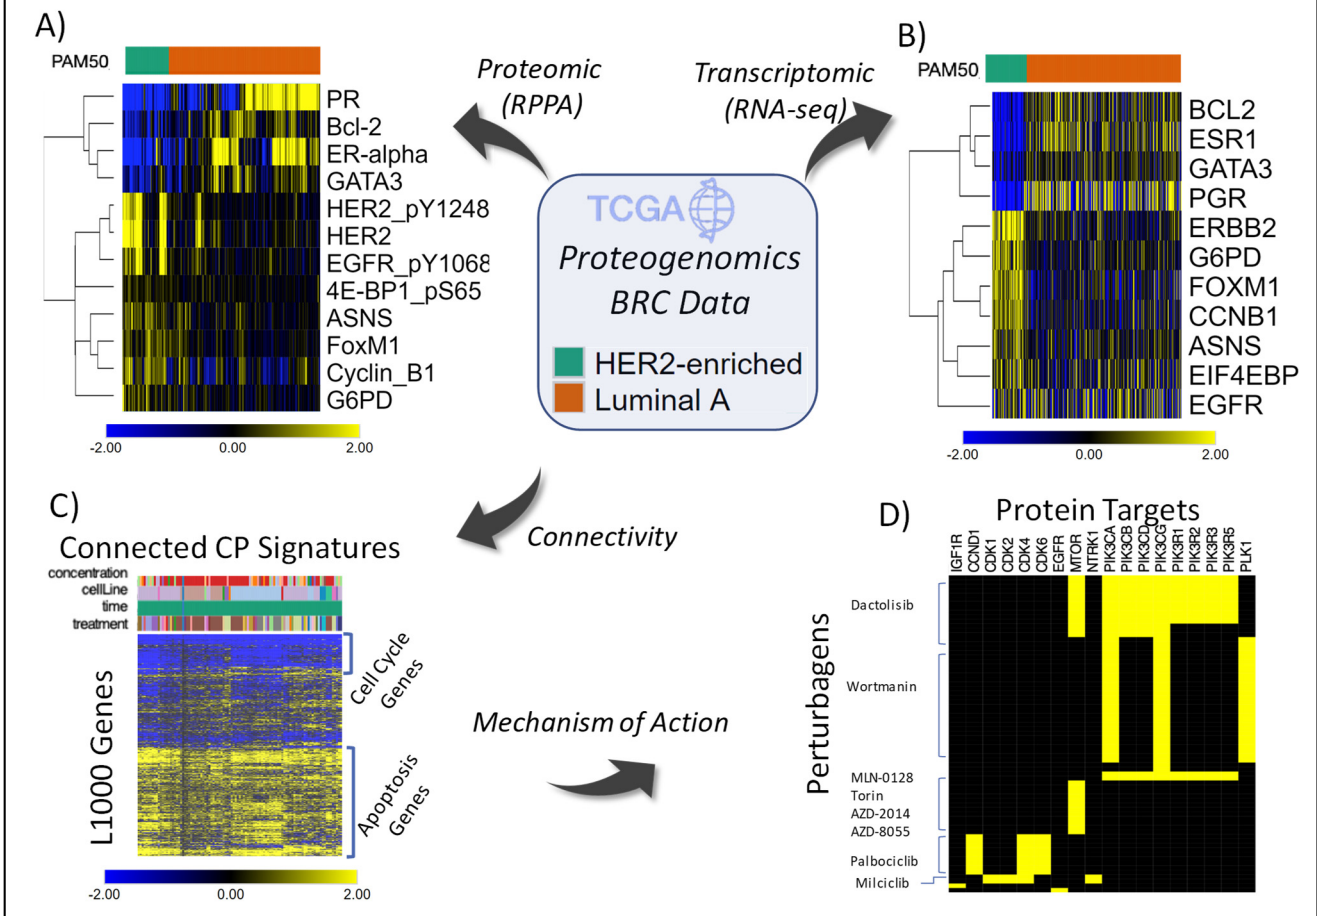 A)
PAM50
PR
Bcl-2
ER-alpha
GATA3
HER2_pY1248
HER2
EGFR_pY1068
4E-BP1_pS65
ASNS
FoxM1
Cyclin_B1
G6PD
-2.00 0.00 2.00
Proteomic
(RPPA)
Transcriptomic
(RNA-seq)
TCGA
Proteogenomics
BRC Data
HER2-enriched
Luminal A
B)
PAM50
BCL2
ESR1
GATA3
PGR
ERBB2
G6PD
FOXM1
CCNB1
ASNS
EIF4EBP
EGFR
-2.00 0.00 2.00
Connectivity
C)
Connected CP Signatures
concentration
cellLine
time
treatment
L1000 Genes
Cell Cycle
Genes
Apoptosis
Genes
-2.00 0.00 2.00
Mechanism of Action
D)
Protein Targets
IGF1R
CCND1
CDK1
CDK2
CDK4
CDK6
EGFR
MTOR
NTRK1
PIK3CA
PIK3CB
PIK3CD
PIK3CG
PIK3R1
PIK3R2
PIK3R3
PIK3R5
PLK1
Perturbagens
Dactolisib
Wortmanin
MLN-0128
Torin
AZD-2014
AZD-8055
Palbociclib
Milciclib